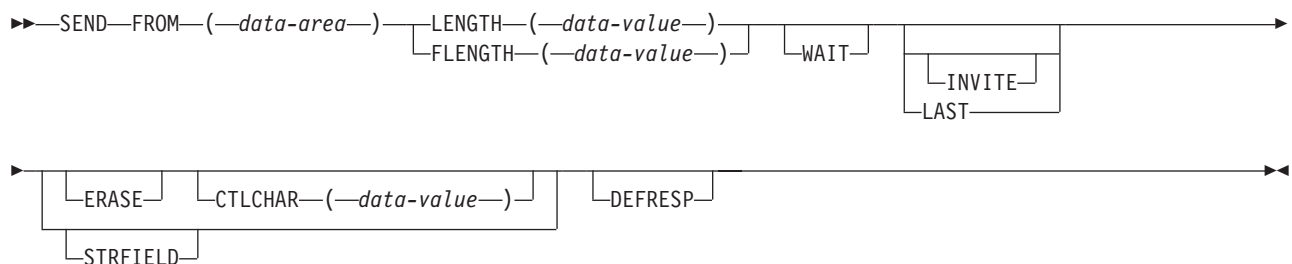 SEND FROM ( data-area ) LENGTH ( data-value )
FLENGTH ( data-value ) WAIT
INVITE
LAST
ERASE CTLCHAR ( data-value ) DEFRESP
STRFIELD